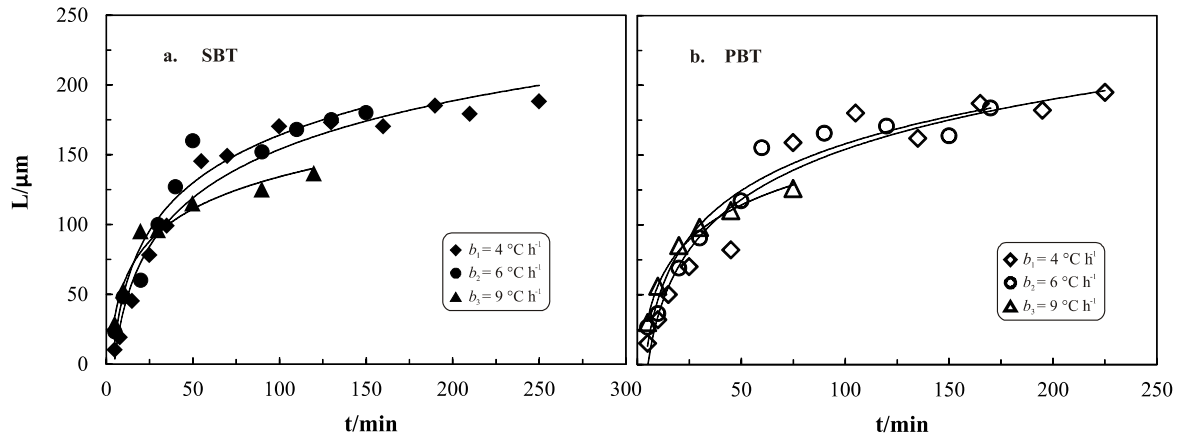 L/µm
250
200
150
100
50
0
a. SBT
b₁ = 4 °C h⁻¹
b₂ = 6 °C h⁻¹
b₃ = 9 °C h⁻¹
0 50 100 150 200 250 300
t/min
b. PBT
b₁ = 4 °C h⁻¹
b₂ = 6 °C h⁻¹
b₃ = 9 °C h⁻¹
50 100 150 200 250
t/min